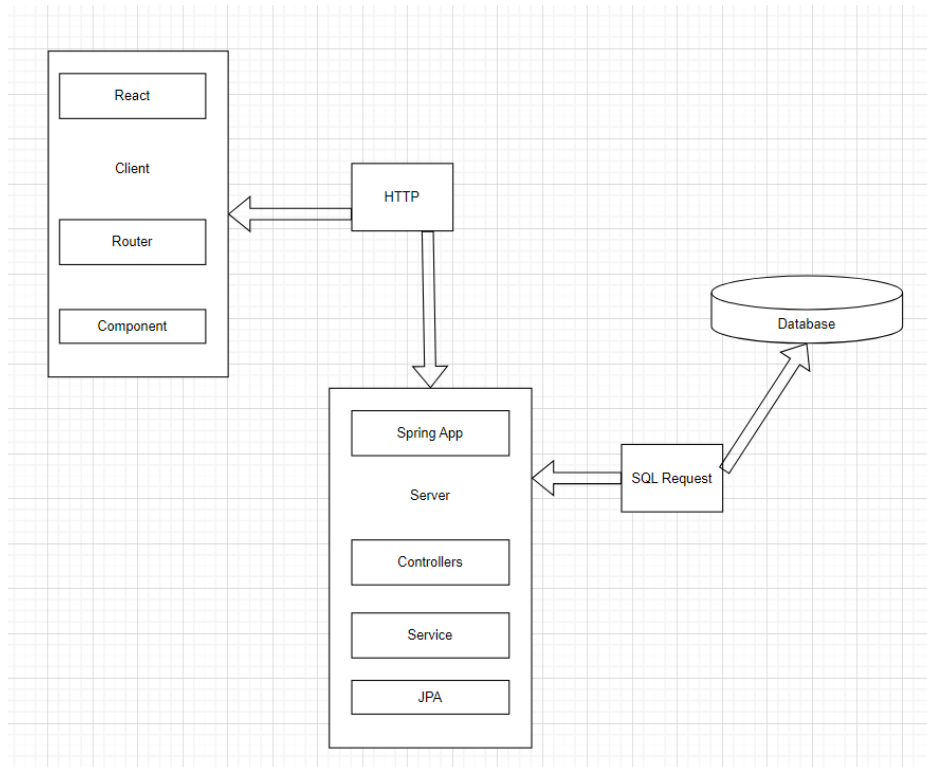 React
Client
Router
Component
HTTP
Database
Spring App
Server
Controllers
Service
JPA
SQL Request